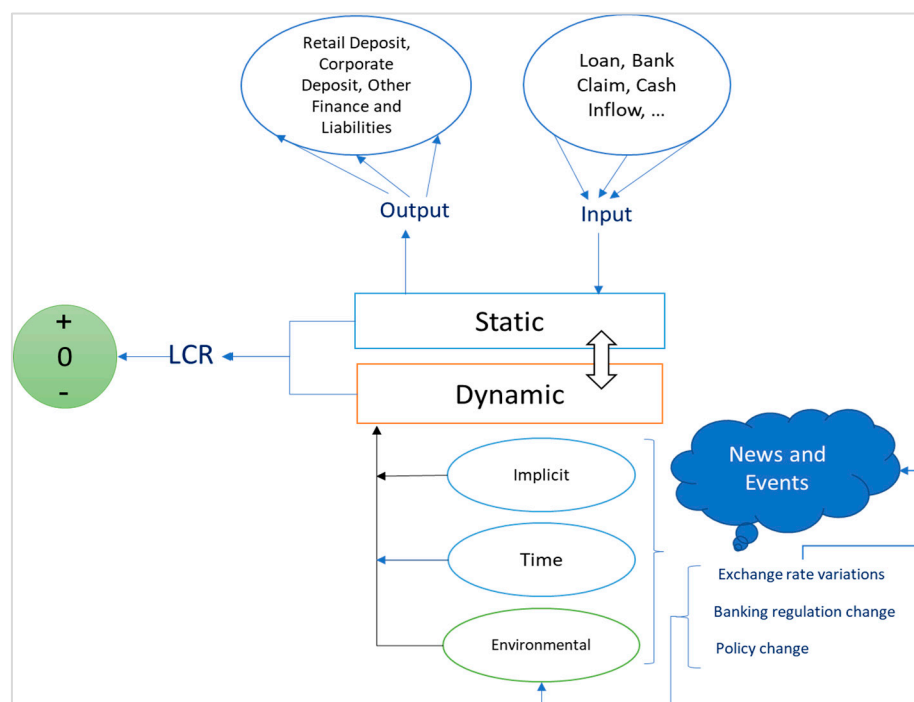 Retail Deposit,
Corporate
Deposit, Other
Finance and
Liabilities
Loan, Bank
Claim, Cash
Inflow, ...
Output
Input
Static
+
0
-
LCR
Dynamic
News and
Events
Implicit
Time
Exchange rate variations
Banking regulation change
Environmental
Policy change